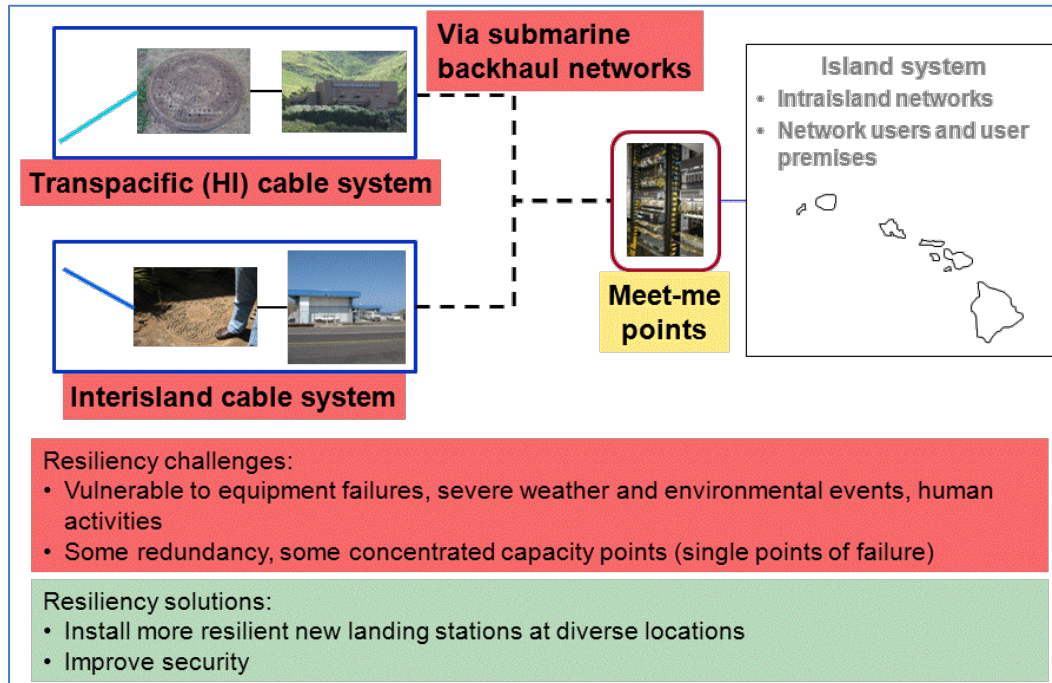 Via submarine
backhaul networks
Transpacific (HI) cable system
Island system
• Intraisland networks
• Network users and user
premises
Meet-me
points
Interisland cable system
Resiliency challenges:
• Vulnerable to equipment failures, severe weather and environmental events, human
activities
• Some redundancy, some concentrated capacity points (single points of failure)
Resiliency solutions:
• Install more resilient new landing stations at diverse locations
• Improve security